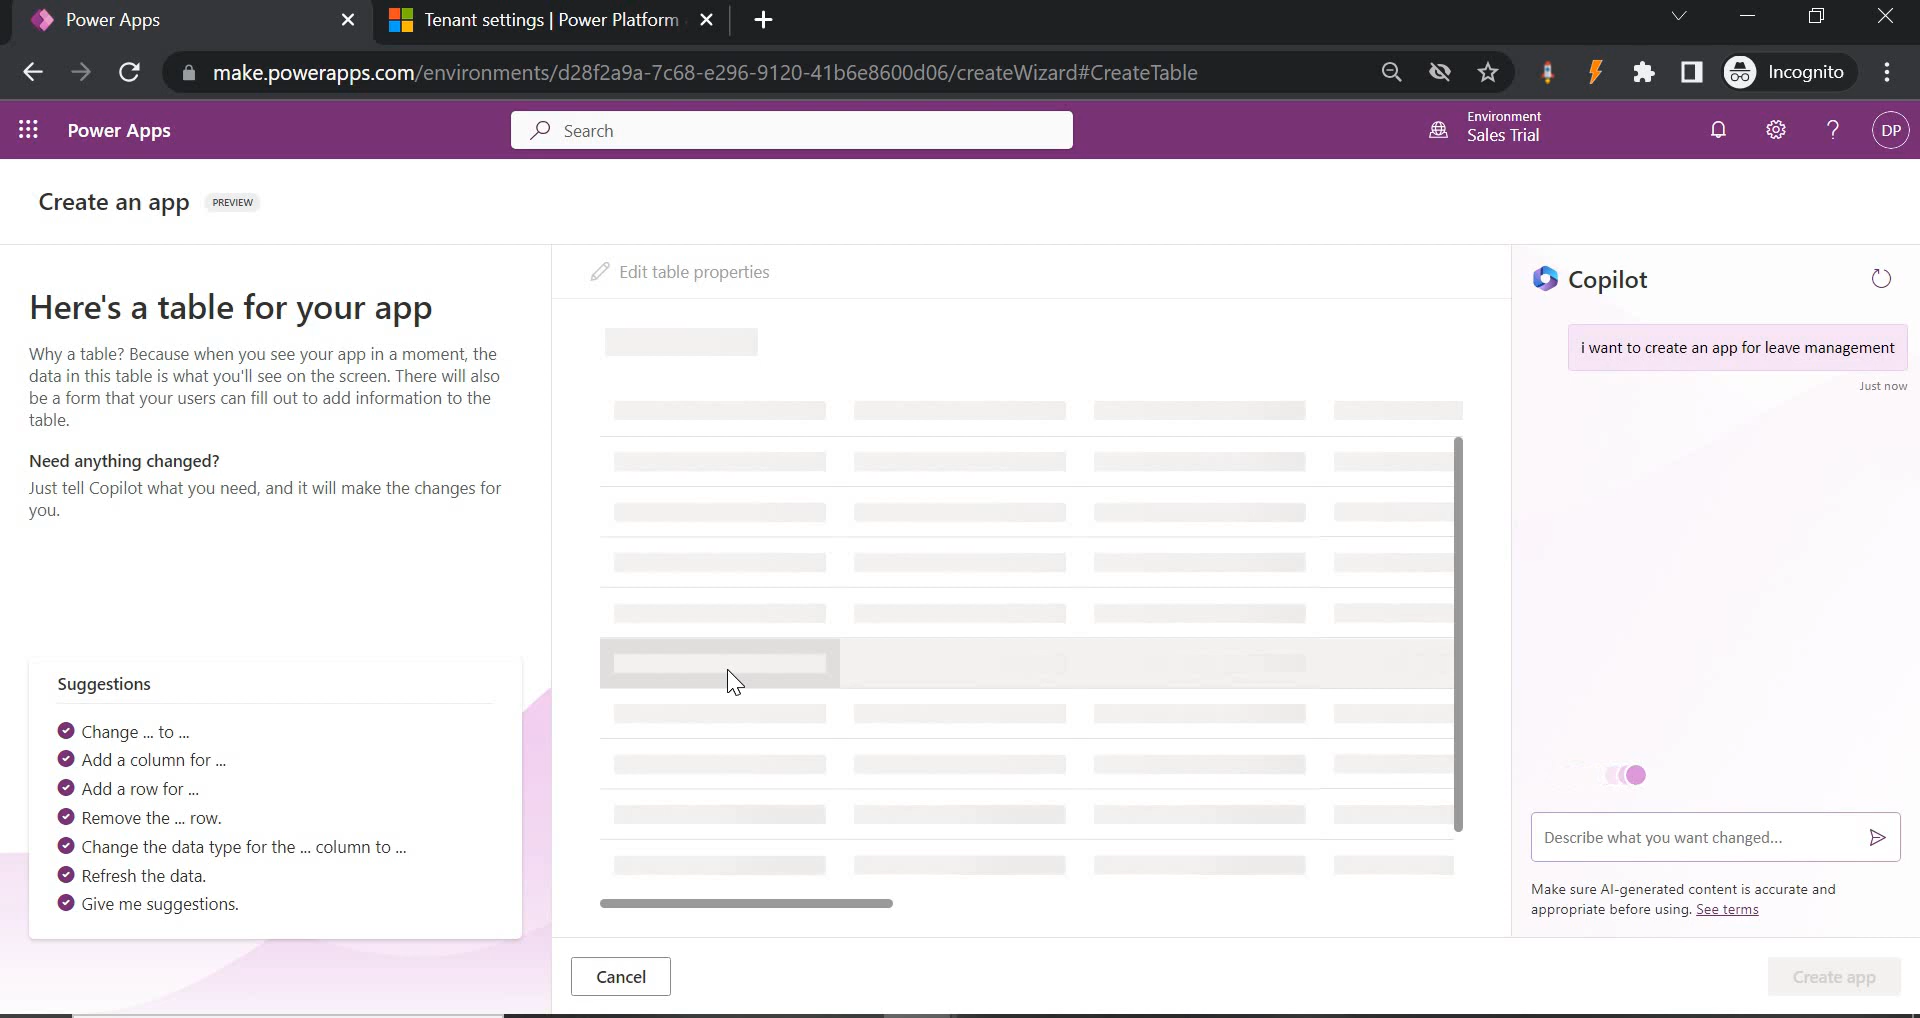 Power Apps
Tenant settings | Power Platform
make.powerapps.com/environments/d28f2a9a-7c68-e296-9120-41b6e8600d06/createWizard#CreateTable
Incognito
Power Apps
Search
Environment
Sales Trial
DP
Create an app
PREVIEW
Here's a table for your app
Why a table? Because when you see your app in a moment, the
data in this table is what you'll see on the screen. There will also
be a form that your users can fill out to add information to the
table.
Need anything changed?
Just tell Copilot what you need, and it will make the changes for
you.
Suggestions
Change ... to ...
Add a column for ...
Add a row for ...
Remove the ... row.
Change the data type for the ... column to ...
Refresh the data.
Give me suggestions.
Edit table properties
Cancel
Copilot
i want to create an app for leave management
Just now
Describe what you want changed...
Make sure AI-generated content is accurate and
appropriate before using. See terms
Create app